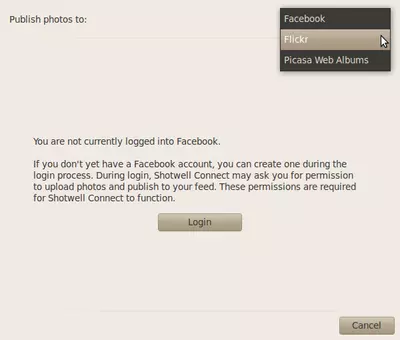 Publish photos to:
Facebook
Flickr
Picasa Web Albums
You are not currently logged into Facebook.
If you don't yet have a Facebook account, you can create one during the
login process. During login, Shotwell Connect may ask you for permission
to upload photos and publish to your feed. These permissions are required
for Shotwell Connect to function.
Login
Cancel